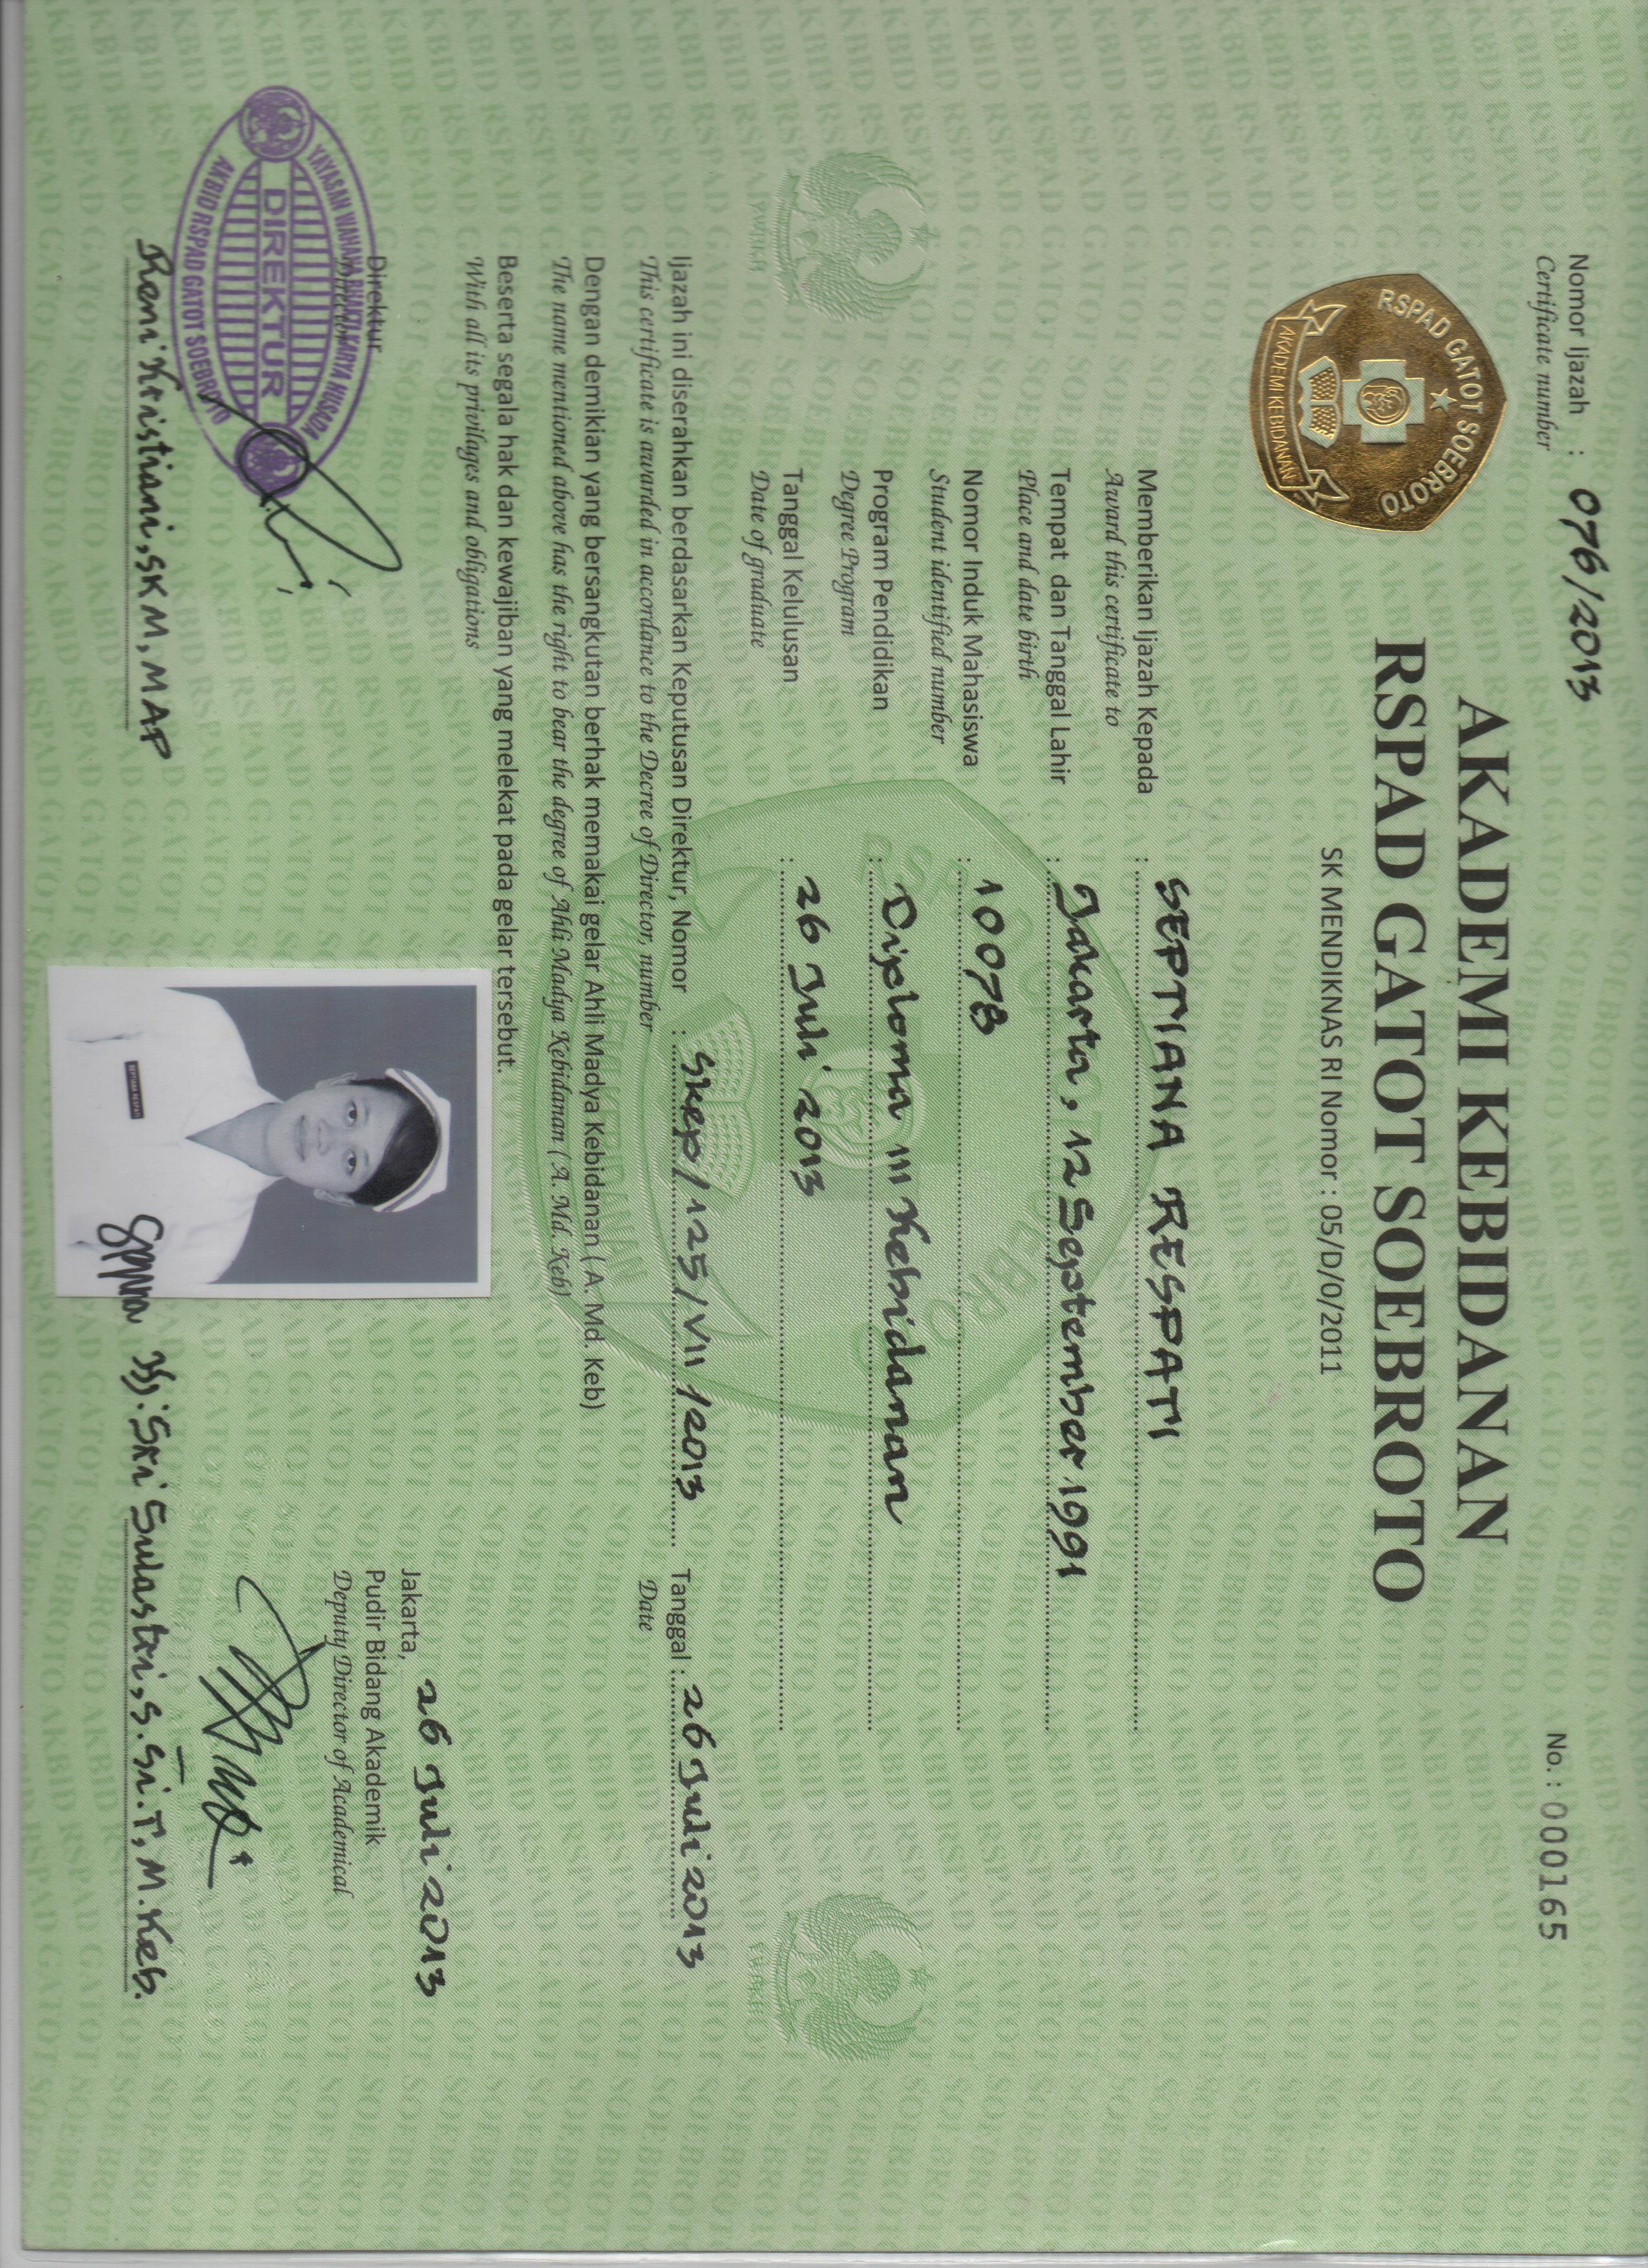 Nomor Ijazah : 076/2013
Certificate number
No. : 000165
RSPAD GATOT SOEBROTO
AKADEMI KEBIDANAN
AKADEMI KEBIDANAN
RSPAD GATOT SOEBROTO
SK MENDIKNAS RI Nomor : 05/D/0/2011
Memberikan Ijazah Kepada : SEPTIANA RESPATI
Award this certificate to
Tempat dan Tanggal Lahir : Jakarta, 12 September 1991
Place and date birth
Nomor Induk Mahasiswa : 10078
Student identified number
Program Pendidikan : Diploma III Kebidanan
Degree Program
Tanggal Kelulusan : 26 Juli 2013
Date of graduate
Ijazah ini diserahkan berdasarkan Keputusan Direktur, Nomor : Skep/125/VII/2013 Tanggal : 26 Juli 2013
This certificate is awarded in accordance to the Decree of Director, number Date
Dengan demikian yang bersangkutan berhak memakai gelar Ahli Madya Kebidanan ( A. Md. Keb)
The name mentioned above has the right to bear the degree of Ahli Madya Kebidanan ( A. Md. Keb)
Beserta segala hak dan kewajiban yang melekat pada gelar tersebut.
With all its privilages and obligations
Jakarta, 26 Juli 2013
Direktur
Director
Pudir Bidang Akademik
Deputy Director of Academical
YAYASAN WAHANA BHAKTI KARYA HUSADA
DIREKTUR
AKBID RSPAD GATOT SOEBROTO
SEPTIANA RESPATI
Reni Kristiani, SKM, MAP
Hj. Sri Sulastri, S.Si.T, M.Keb.